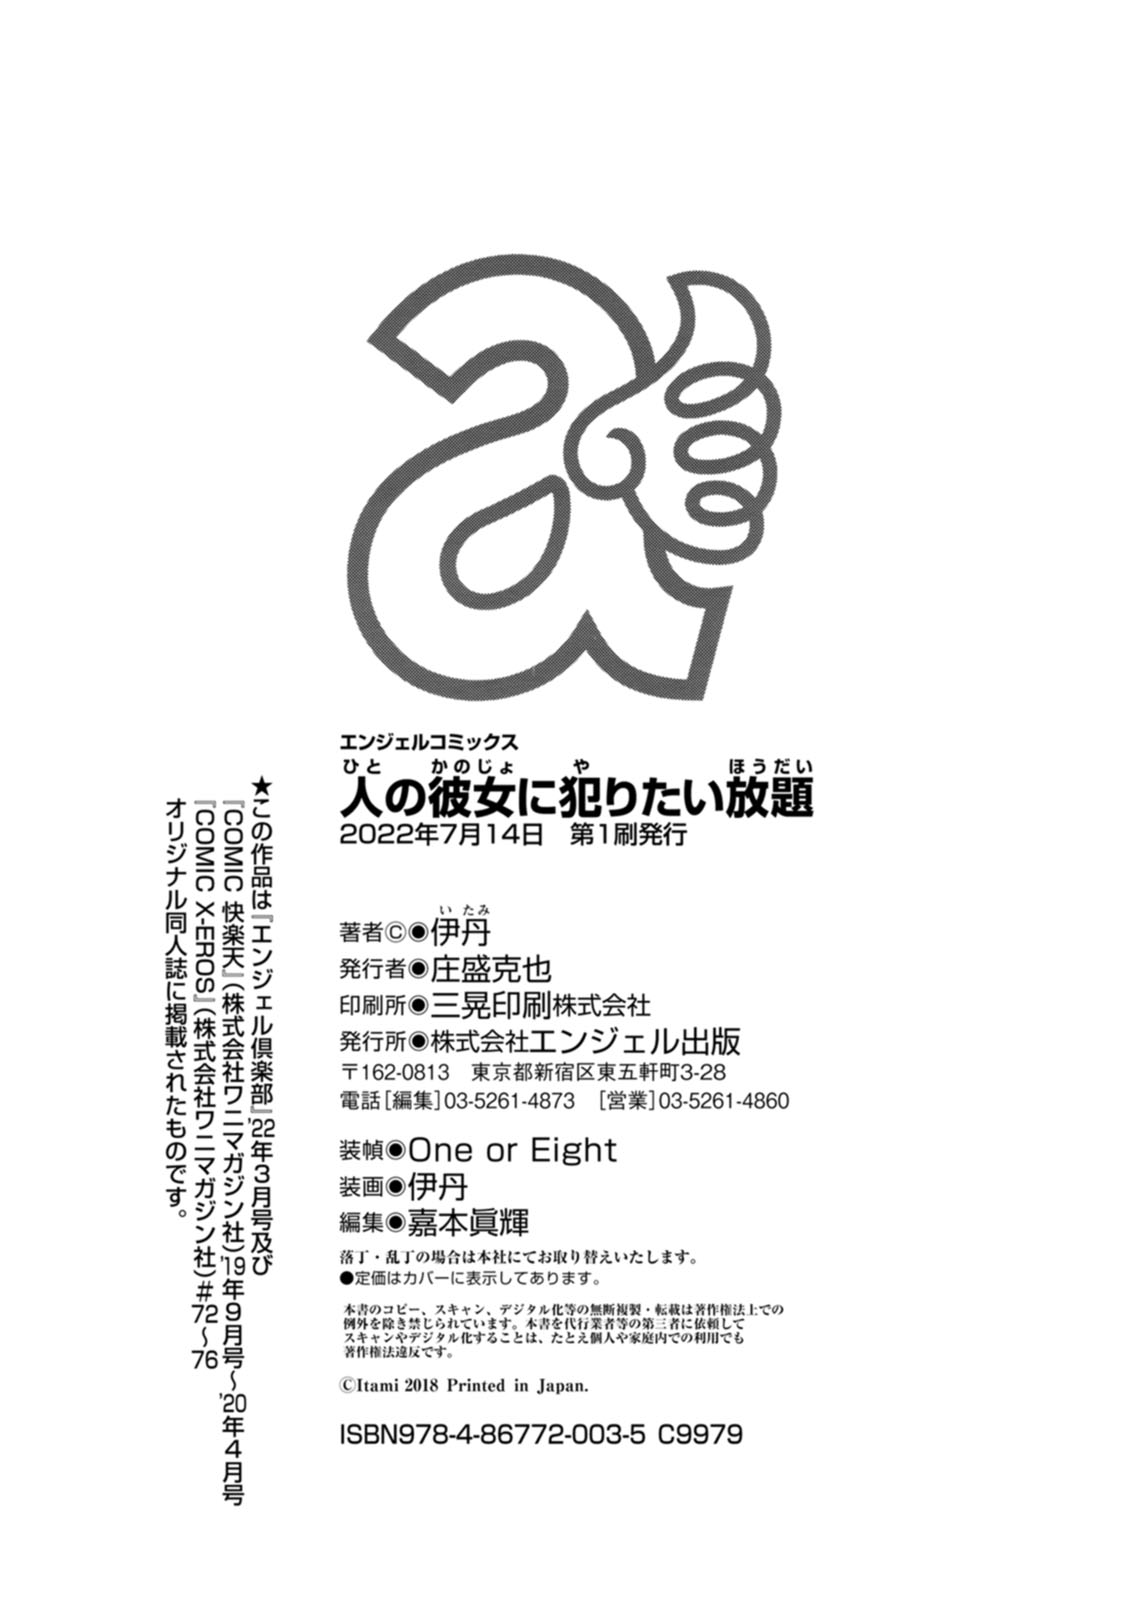 エンジェルコミックス
ひと かのじょ や ほうだい
人の彼女に犯りたい放題
2022年7月14日 第1刷発行
い たみ
著者Ⓒ●伊丹
発行者●庄盛克也
印刷所●三晃印刷株式会社
発行所●株式会社エンジェル出版
〒162-0813 東京都新宿区東五軒町3-28
電話[編集]03-5261-4873 [営業]03-5261-4860
装幀●One or Eight
装画●伊丹
編集●嘉本眞輝
落丁・乱丁の場合は本社にてお取り替えいたします。
●定価はカバーに表示してあります。
本書のコピー、スキャン、デジタル化等の無断複製・転載は著作権法上での
例外を除き禁じられています。本書を代行業者等の第三者に依頼して
スキャンやデジタル化することは、たとえ個人や家庭内での利用でも
著作権法違反です。
ⒸItami 2018 Printed in Japan.
ISBN978-4-86772-003-5 C9979
★この作品は『エンジェル倶楽部』'22年3月号及び
『COMIC 快楽天』(株式会社ワニマガジン社)'19年9月号〜'20年4月号
『COMIC X-EROS』(株式会社ワニマガジン社)#72〜76
オリジナル同人誌に掲載されたものです。